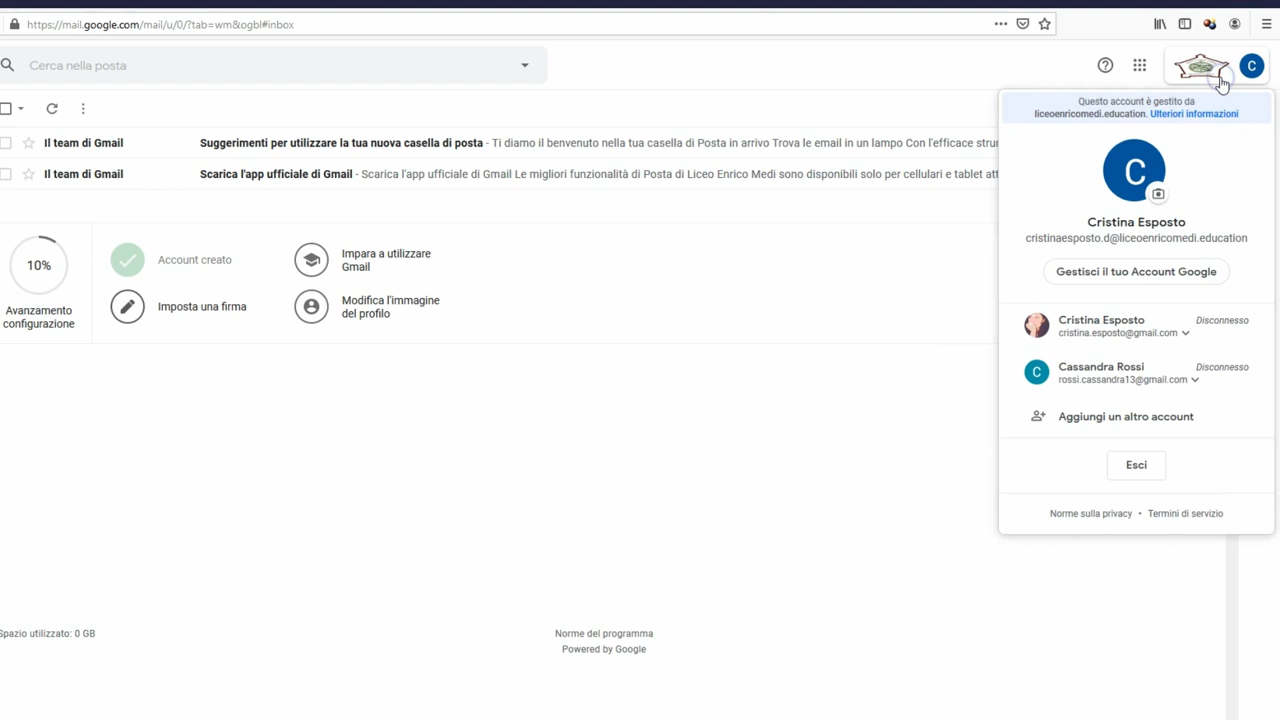 https://mail.google.com/mail/u/0/?tab=wm&ogbl#inbox
Cerca nella posta
C
Il team di Gmail Suggerimenti per utilizzare la tua nuova casella di posta - Ti diamo il benvenuto nella tua casella di Posta in arrivo Trova le email in un lampo Con l'efficace
Il team di Gmail Scarica l'app ufficiale di Gmail - Scarica l'app ufficiale di Gmail Le migliori funzionalità di Posta di Liceo Enrico Medi sono disponibili solo per cellulari e tablet
10%
Avanzamento
configurazione
Account creato
Imposta una firma
Impara a utilizzare
Gmail
Modifica l'immagine
del profilo
Questo account è gestito da
liceoenricomedi.education. Ulteriori informazioni
C
Cristina Esposto
cristinaesposto.d@liceoenricomedi.education
Gestisci il tuo Account Google
Cristina Esposto Disconnesso
cristina.esposto@gmail.com
C
Cassandra Rossi Disconnesso
rossi.cassandra13@gmail.com
Aggiungi un altro account
Esci
Norme sulla privacy • Termini di servizio
Spazio utilizzato: 0 GB
Norme del programma
Powered by Google